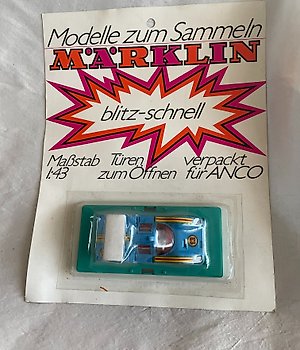 Modelle zum Sammeln
MÄRKLIN
blitz-schnell
Maßstab Türen verpackt
1:43 zum Öffnen für ANCO